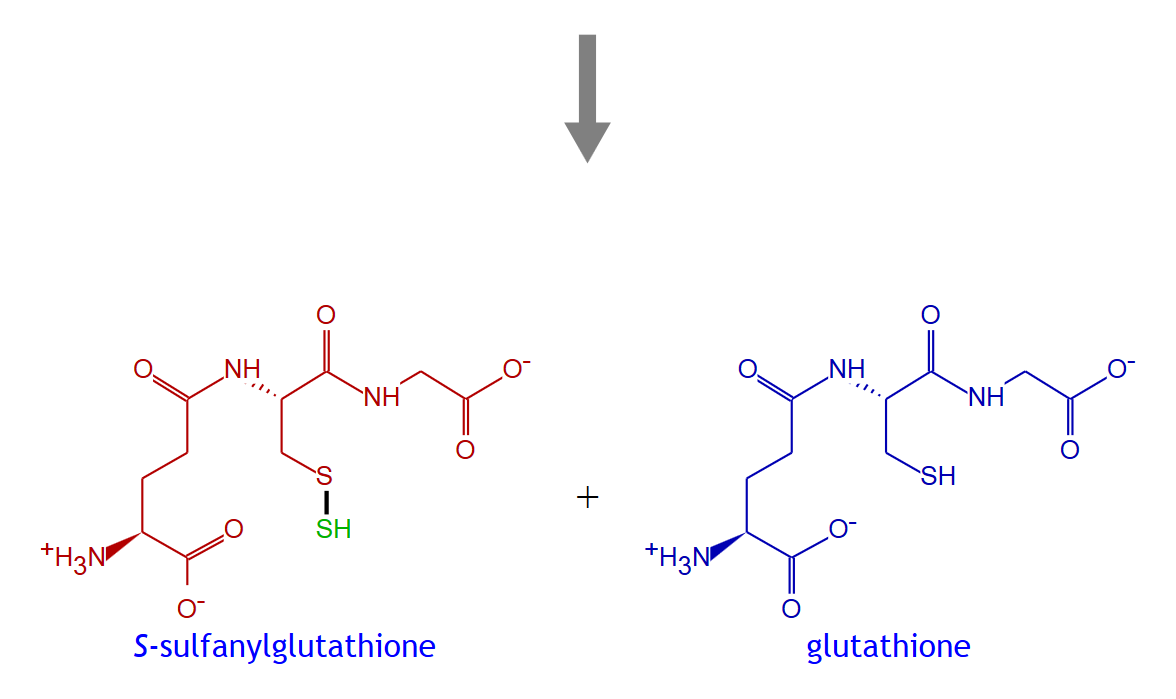 O O
O NH O⁻ O NH O⁻
NH NH
O O
S SH
+
SH
O O⁻
⁺H₃N ⁺H₃N
O⁻ O
S-sulfanylglutathione glutathione